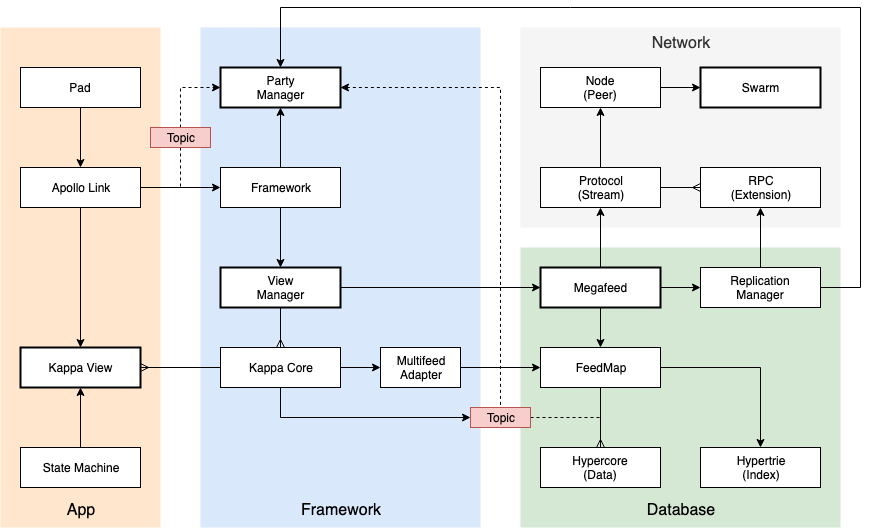 Network
Pad
Party
Manager
Node
(Peer)
Swarm
Topic
Apollo Link
Framework
Protocol
(Stream)
RPC
(Extension)
View
Manager
Megafeed
Replication
Manager
Kappa View
Kappa Core
Multifeed
Adapter
FeedMap
Topic
State Machine
Hypercore
(Data)
Hypertrie
(Index)
App
Framework
Database